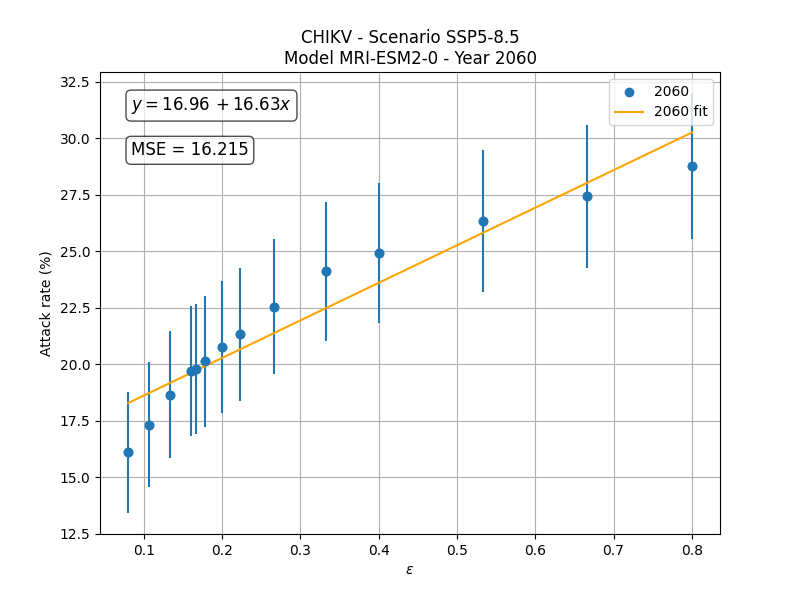 CHIKV - Scenario SSP5-8.5
Model MRI-ESM2-0 - Year 2060
y = 16.96 + 16.63x
MSE = 16.215
2060
2060 fit
Attack rate (%)
32.5
30.0
27.5
25.0
22.5
20.0
17.5
15.0
12.5
0.1 0.2 0.3 0.4 0.5 0.6 0.7 0.8
ε